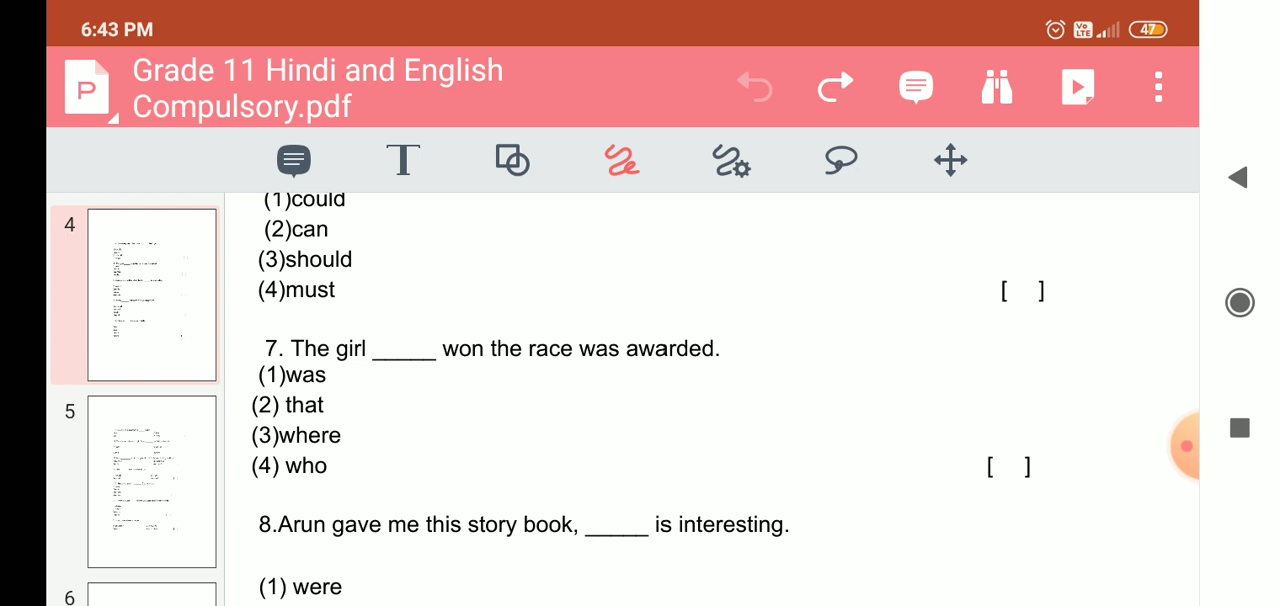 6:43 PM
Vo LTE
47
P
Grade 11 Hindi and English
Compulsory.pdf
T
4
5
6
(1)could
(2)can
(3)should
(4)must [ ]
7. The girl _____ won the race was awarded.
(1)was
(2) that
(3)where
(4) who [ ]
8.Arun gave me this story book, _____ is interesting.
(1) were